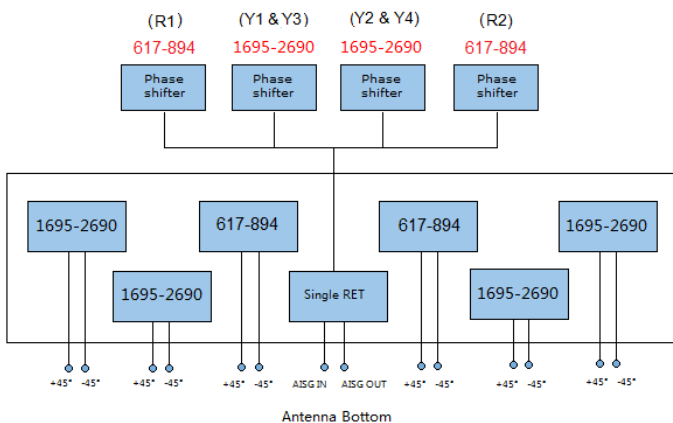 (R1) (Y1 & Y3) (Y2 & Y4) (R2)
617-894 1695-2690 1695-2690 617-894
Phase Phase Phase Phase
shifter shifter shifter shifter
1695-2690 617-894 617-894 1695-2690
1695-2690 Single RET 1695-2690
+45° -45° +45° -45° +45° -45° AISG IN AISG OUT +45° -45° +45° -45° +45° -45°
Antenna Bottom